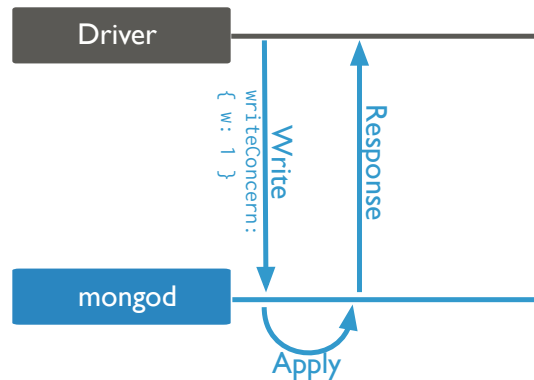 Driver
Write
writeConcern:
{ w: 1 }
Response
mongod
Apply